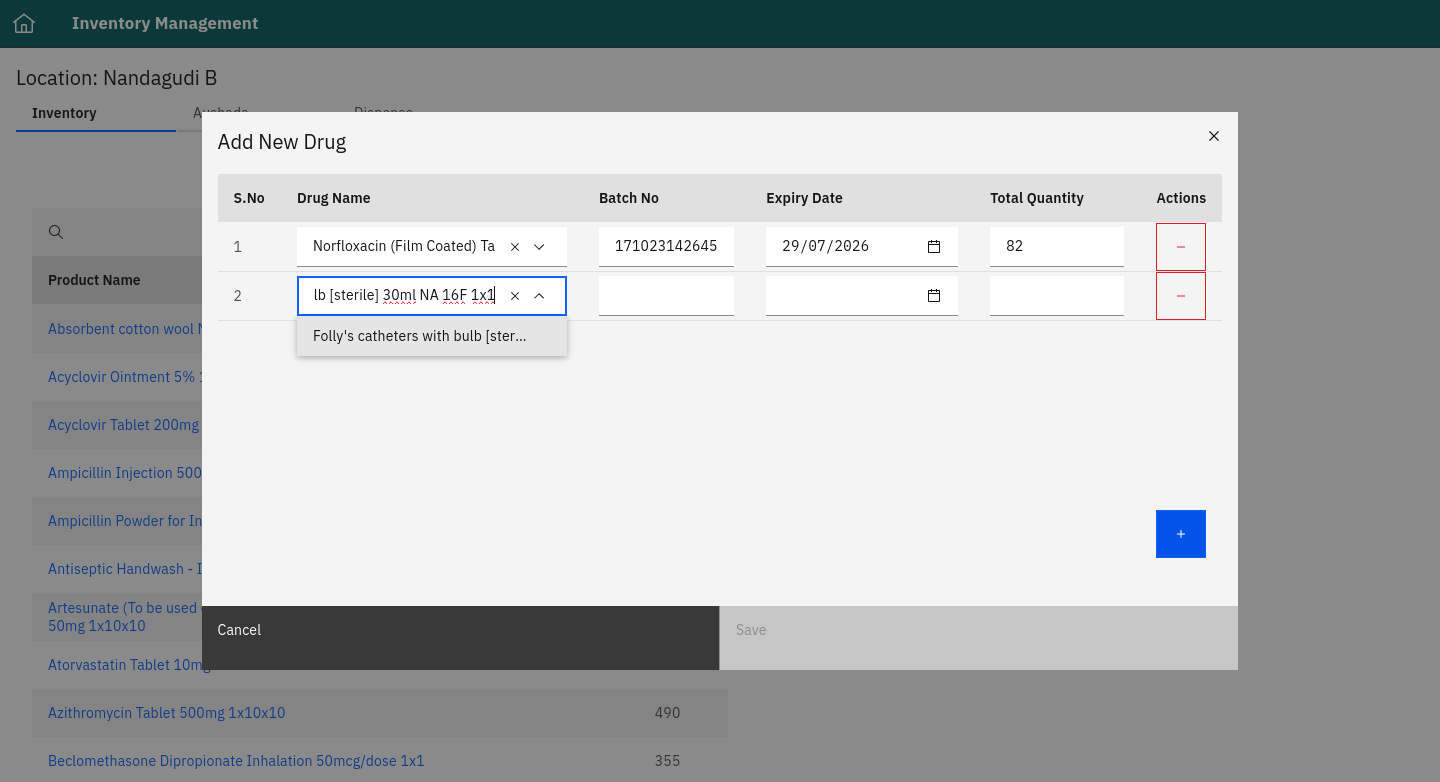 Inventory Management
Location: Nandagudi B
Inventory
Add New Drug
S.No Drug Name Batch No Expiry Date Total Quantity Actions
1 Norfloxacin (Film Coated) Ta 171023142645 29/07/2026 82
2 lb [sterile] 30ml NA 16F 1x1
Folly's catheters with bulb [ster...
Product Name
Absorbent cotton wool
Acyclovir Ointment 5%
Acyclovir Tablet 200mg
Ampicillin Injection 500
Ampicillin Powder for In
Antiseptic Handwash -
Artesunate (To be used
50mg 1x10x10
Atorvastatin Tablet 10mg
Azithromycin Tablet 500mg 1x10x10 490
Beclomethasone Dipropionate Inhalation 50mcg/dose 1x1 355
Cancel Save